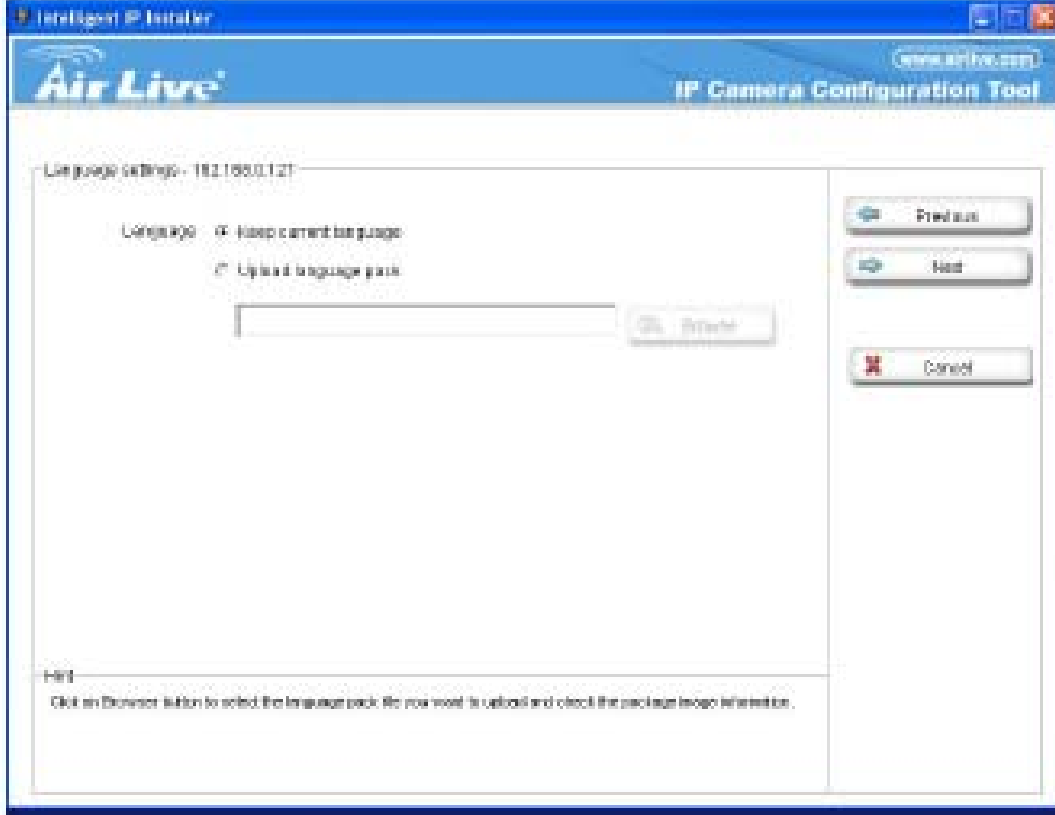 Intelligent IP Installer
Air Live
www.airlive.com
IP Camera Configuration Tool
Language settings - 192.168.0.121
Language
Keep current language
Upload language pack
Browse
Previous
Next
Cancel
Hint
Click on Browser button to select the language pack file you want to upload and check the package image information.